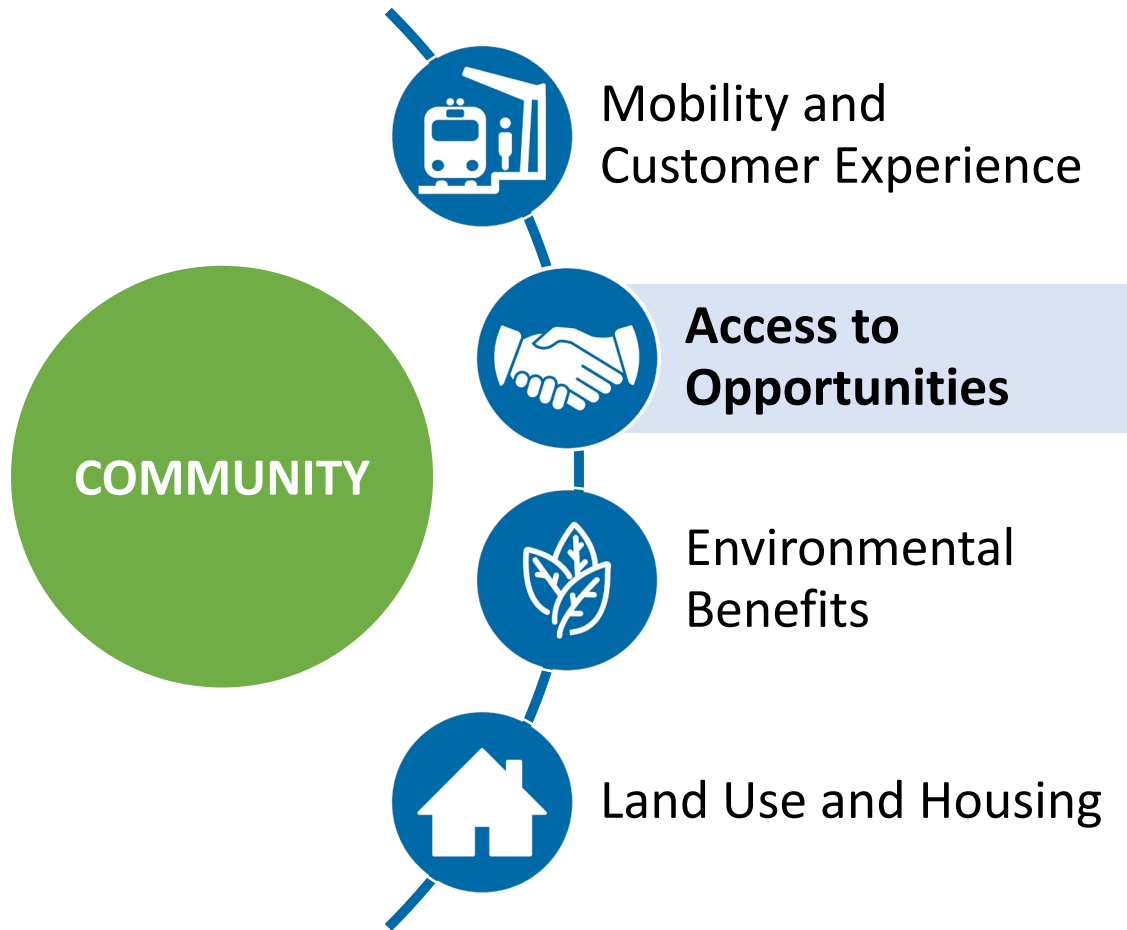 Mobility and
Customer Experience
Access to
Opportunities
COMMUNITY
Environmental
Benefits
Land Use and Housing